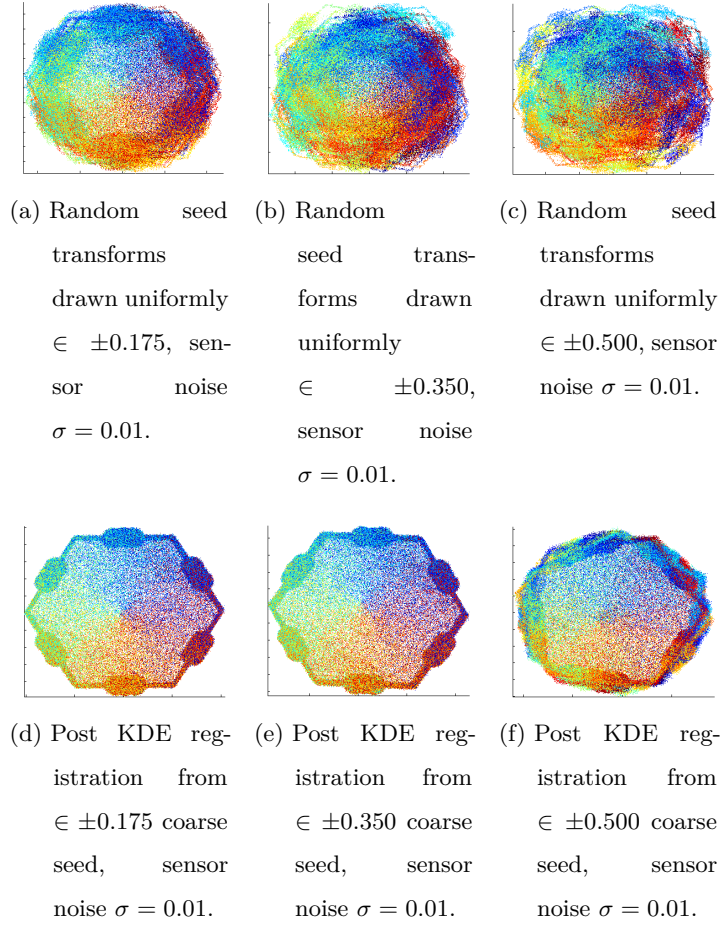 (a) Random seed
transforms
drawn uniformly
∈ ±0.175, sen-
sor noise
σ = 0.01.
(b) Random
seed trans-
forms drawn
uniformly
∈ ±0.350,
sensor noise
σ = 0.01.
(c) Random seed
transforms
drawn uniformly
∈ ±0.500, sensor
noise σ = 0.01.
(d) Post KDE reg-
istration from
∈ ±0.175 coarse
seed, sensor
noise σ = 0.01.
(e) Post KDE reg-
istration from
∈ ±0.350 coarse
seed, sensor
noise σ = 0.01.
(f) Post KDE reg-
istration from
∈ ±0.500 coarse
seed, sensor
noise σ = 0.01.